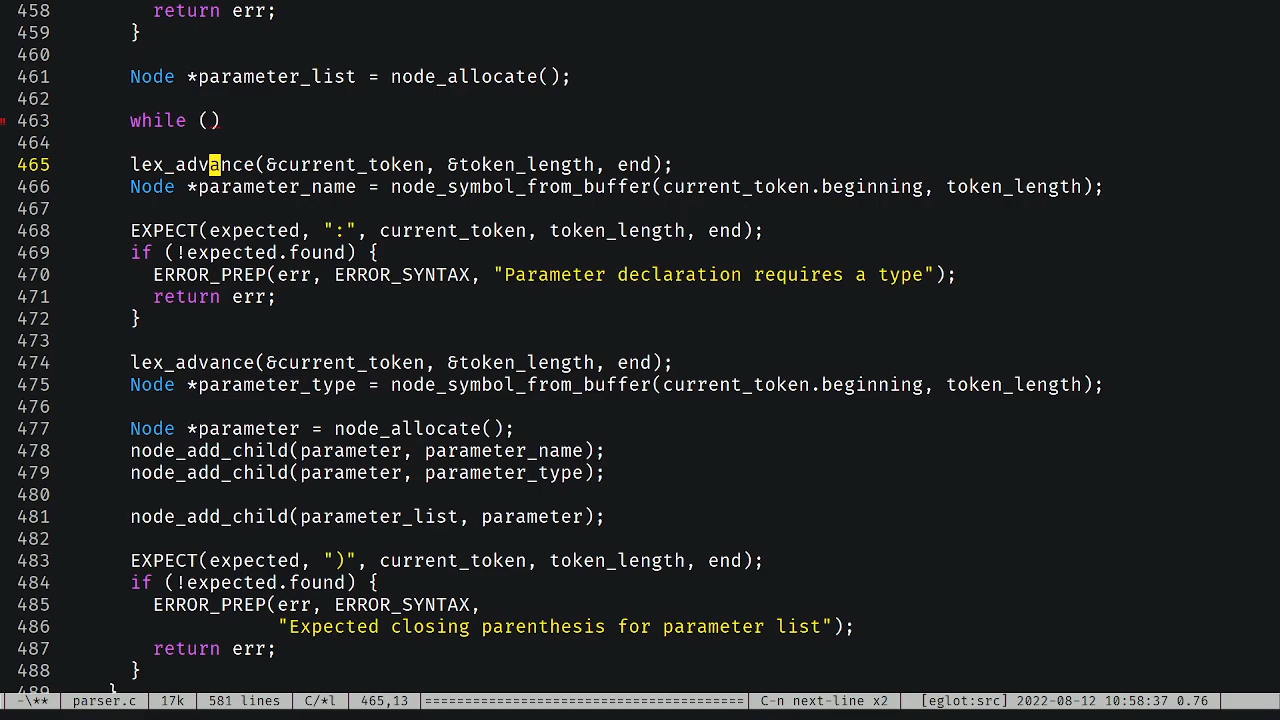 458         return err;
459       }
460
461       Node *parameter_list = node_allocate();
462
!! 463       while ()
464
465       lex_advance(&current_token, &token_length, end);
466       Node *parameter_name = node_symbol_from_buffer(current_token.beginning, token_length);
467
468       EXPECT(expected, ":", current_token, token_length, end);
469       if (!expected.found) {
470         ERROR_PREP(err, ERROR_SYNTAX, "Parameter declaration requires a type");
471         return err;
472       }
473
474       lex_advance(&current_token, &token_length, end);
475       Node *parameter_type = node_symbol_from_buffer(current_token.beginning, token_length);
476
477       Node *parameter = node_allocate();
478       node_add_child(parameter, parameter_name);
479       node_add_child(parameter, parameter_type);
480
481       node_add_child(parameter_list, parameter);
482
483       EXPECT(expected, ")", current_token, token_length, end);
484       if (!expected.found) {
485         ERROR_PREP(err, ERROR_SYNTAX,
486                    "Expected closing parenthesis for parameter list");
487         return err;
488       }
489     }
-\** parser.c 17k 581 lines C/*l 465,13 ===================================== C-n next-line x2 [eglot:src] 2022-08-12 10:58:37 0.76